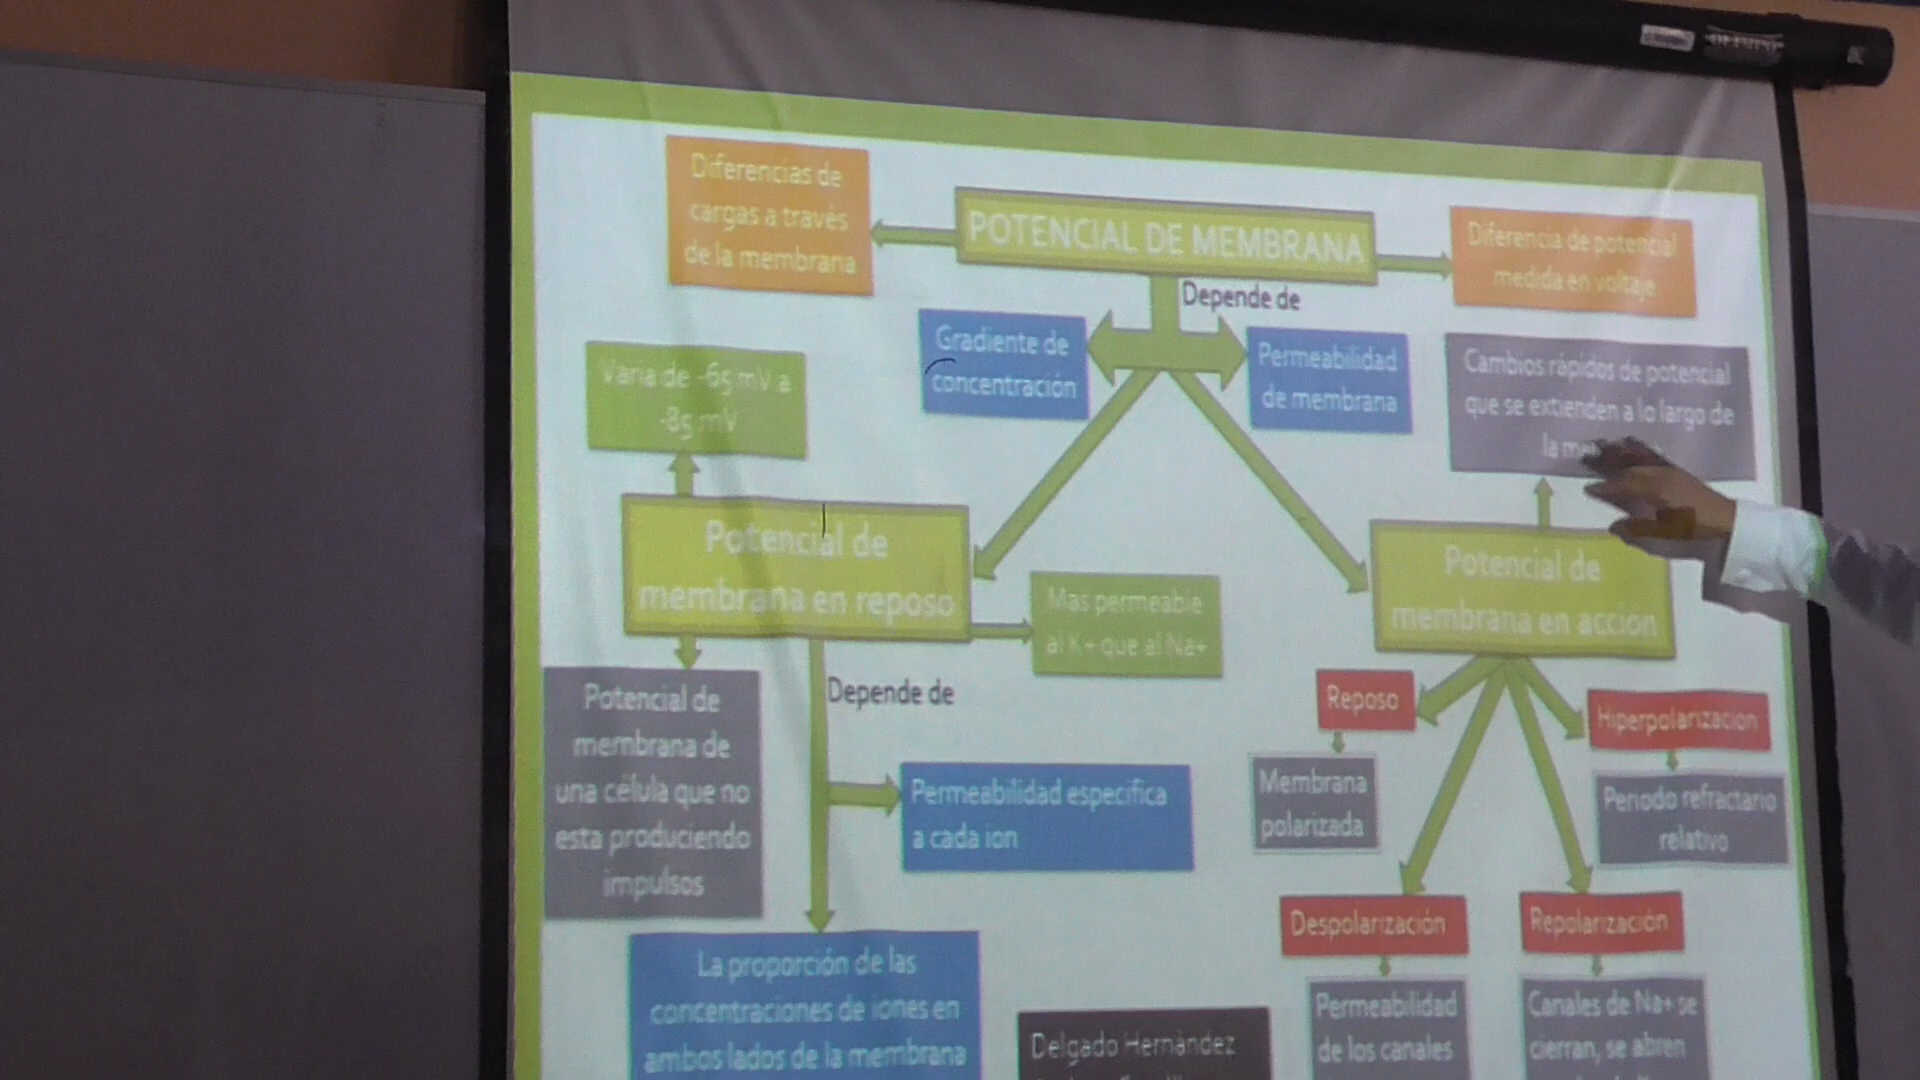 Diferencias de
cargas a través
de la membrana
POTENCIAL DE MEMBRANA
Diferencia de potencial
medida en voltaje
Depende de
Gradiente de
concentración
Permeabilidad
de membrana
Cambios rápidos de potencial
que se extienden a lo largo de
la
Varia de -65 mV a
-85 mV
Potencial de
membrana en reposo
Mas permeable
al K+ que al Na+
Potencial de
membrana en acción
Potencial de
membrana de
una célula que no
esta produciendo
impulsos
Depende de
Permeabilidad especifica
a cada ion
La proporción de las
concentraciones de iones en
ambos lados de la membrana
Reposo
Membrana
polarizada
Hiperpolarización
Periodo refractario
relativo
Despolarización
Permeabilidad
de los canales
Repolarización
Canales de Na+ se
cierran, se abren
Delgado Hernández